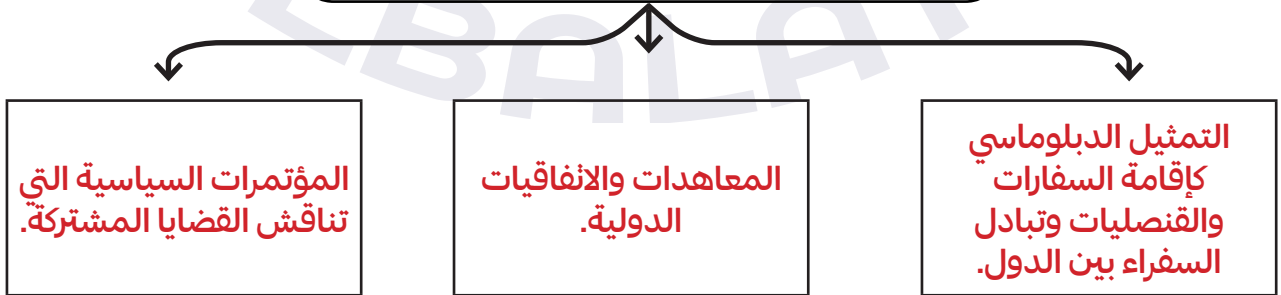 التمثيل الدبلوماسي
كإقامة السفارات
والقنصليات وتبادل
السفراء بين الدول.
المعاهدات والاتفاقيات
الدولية.
المؤتمرات السياسية التي
تناقش القضايا المشتركة.